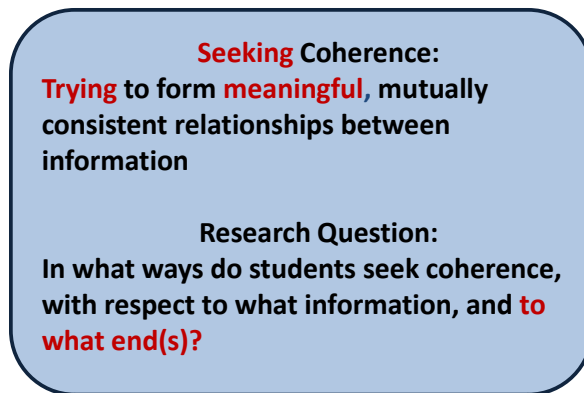 Seeking Coherence:
Trying to form meaningful, mutually
consistent relationships between
information
Research Question:
In what ways do students seek coherence,
with respect to what information, and to
what end(s)?